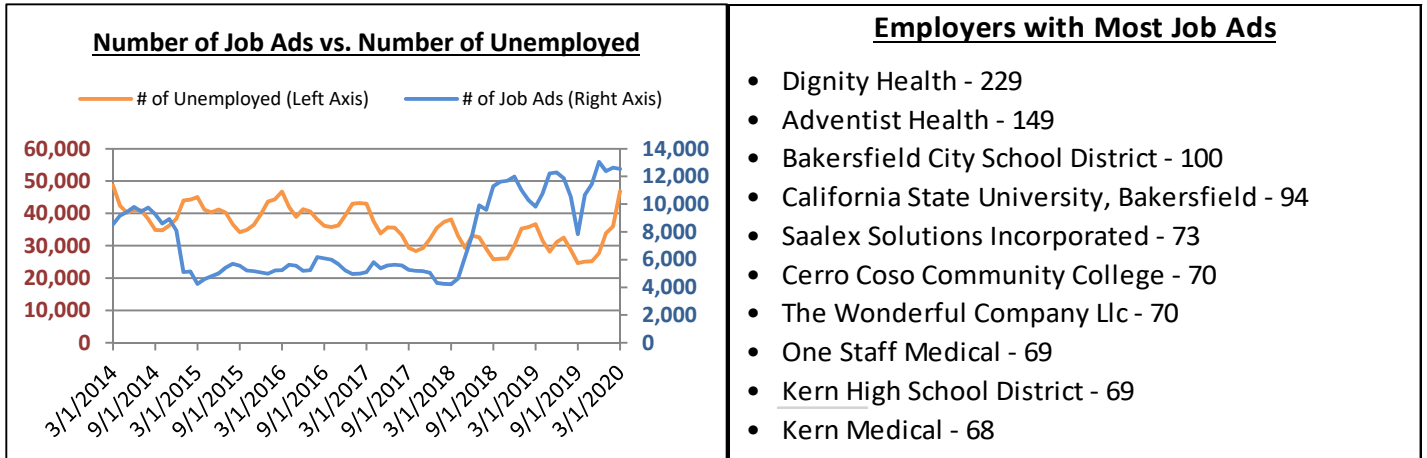 Number of Job Ads vs. Number of Unemployed
# of Unemployed (Left Axis) # of Job Ads (Right Axis)
60,000 14,000
50,000 12,000
40,000 10,000
30,000 8,000
20,000 6,000
10,000 4,000
0 2,000
0
3/1/2014 9/1/2014 3/1/2015 9/1/2015 3/1/2016 9/1/2016 3/1/2017 9/1/2017 3/1/2018 9/1/2018 3/1/2019 9/1/2019 3/1/2020
Employers with Most Job Ads
• Dignity Health - 229
• Adventist Health - 149
• Bakersfield City School District - 100
• California State University, Bakersfield - 94
• Saalex Solutions Incorporated - 73
• Cerro Coso Community College - 70
• The Wonderful Company Llc - 70
• One Staff Medical - 69
• Kern High School District - 69
• Kern Medical - 68